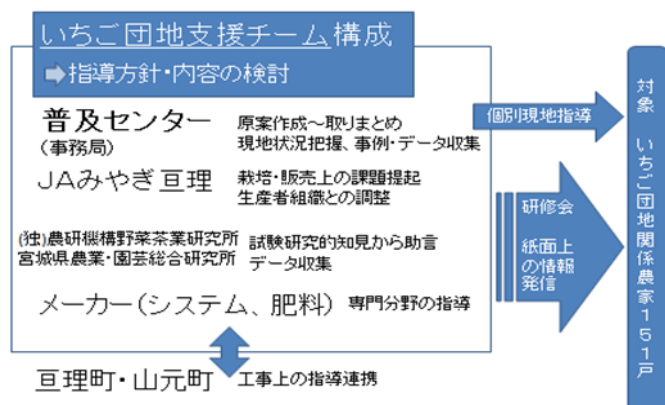 いちご団地支援チーム構成
指導方針・内容の検討
普及センター
(事務局)
原案作成～取りまとめ
現地状況把握、事例・データ収集
JAみやぎ亘理
栽培・販売上の課題提起
生産者組織との調整
(独)農研機構野菜茶業研究所
宮城県農業・園芸総合研究所
試験研究的知見から助言
データ収集
メーカー(システム、肥料)
専門分野の指導
亘理町・山元町
工事上の指導連携
個別現地指導
研修会
紙面上
の情報
発信
対象 いちご団地関係農家151戸